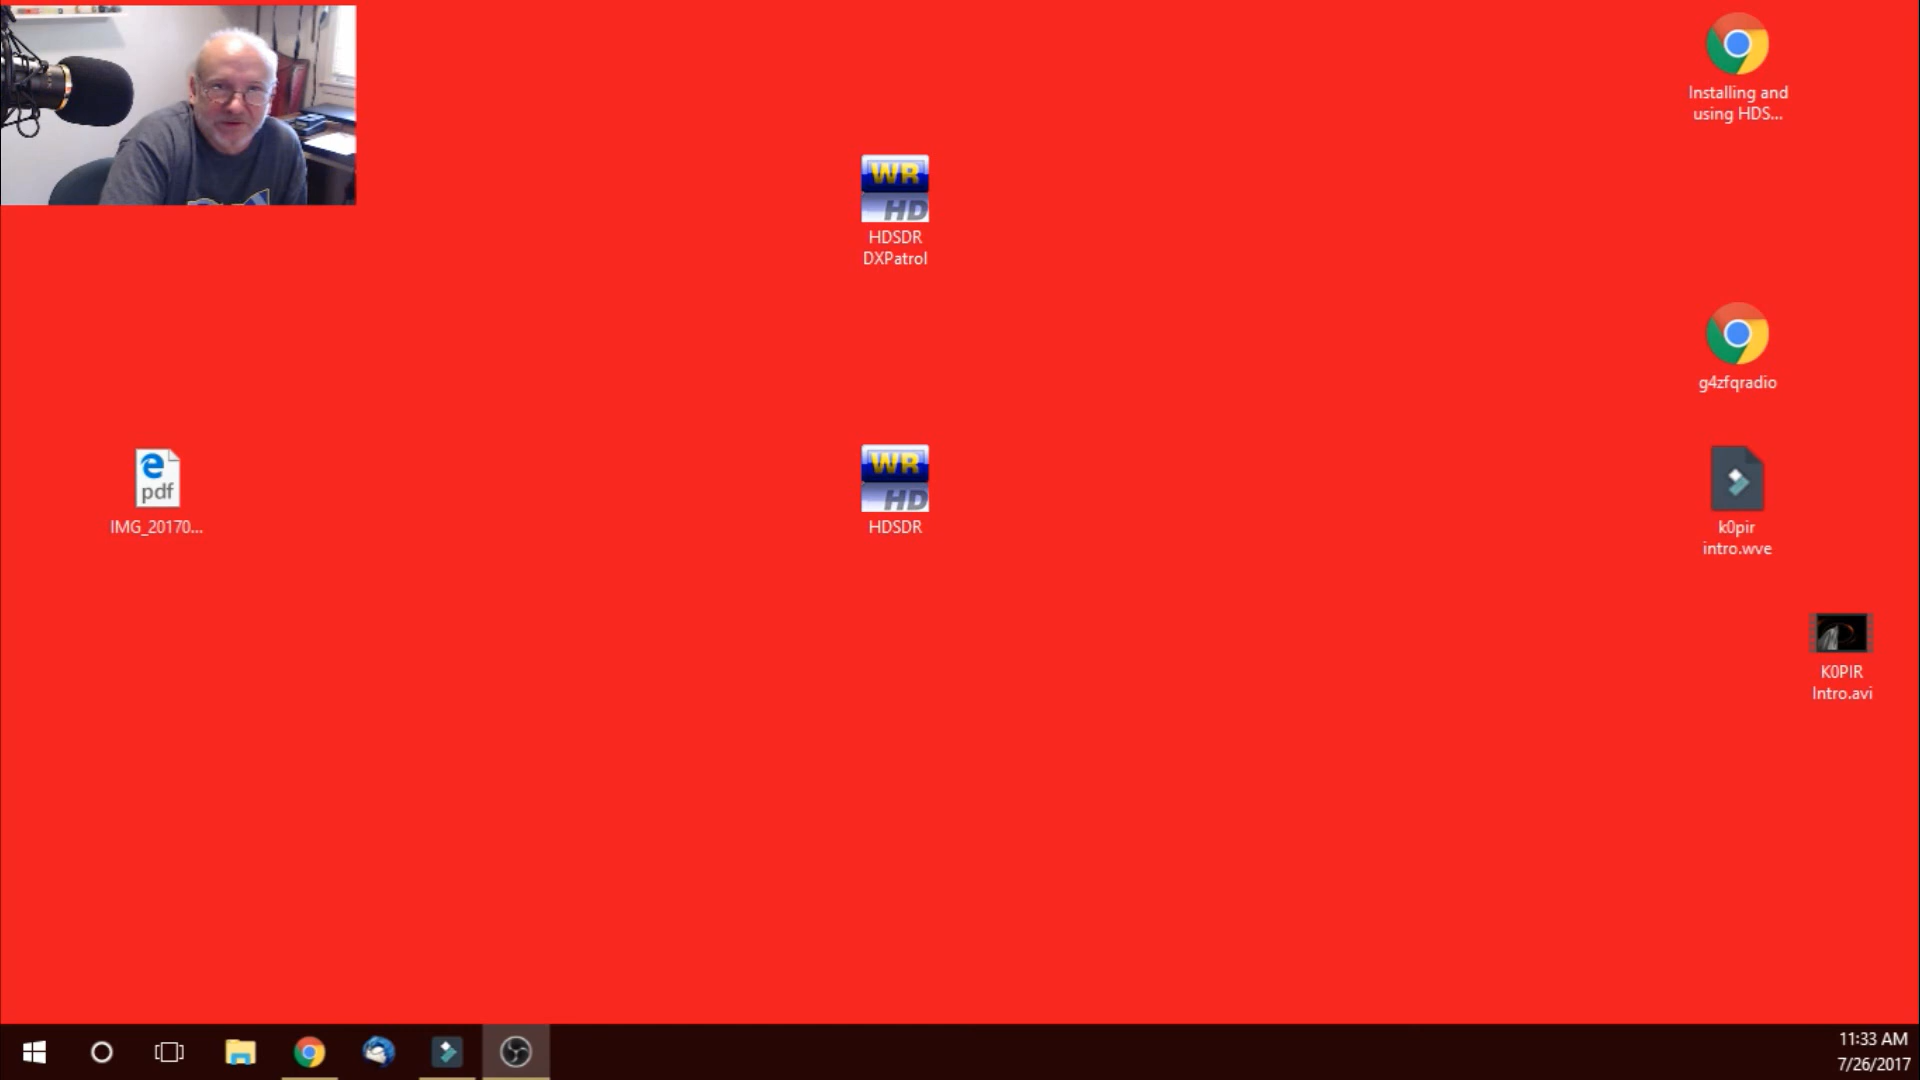 Installing and
using HDS...
WR
HD
HDSDR
DXPatrol
g4zfqradio
pdf
IMG_20170...
WR
HD
HDSDR
k0pir
intro.wve
K0PIR
Intro.avi
11:33 AM
7/26/2017